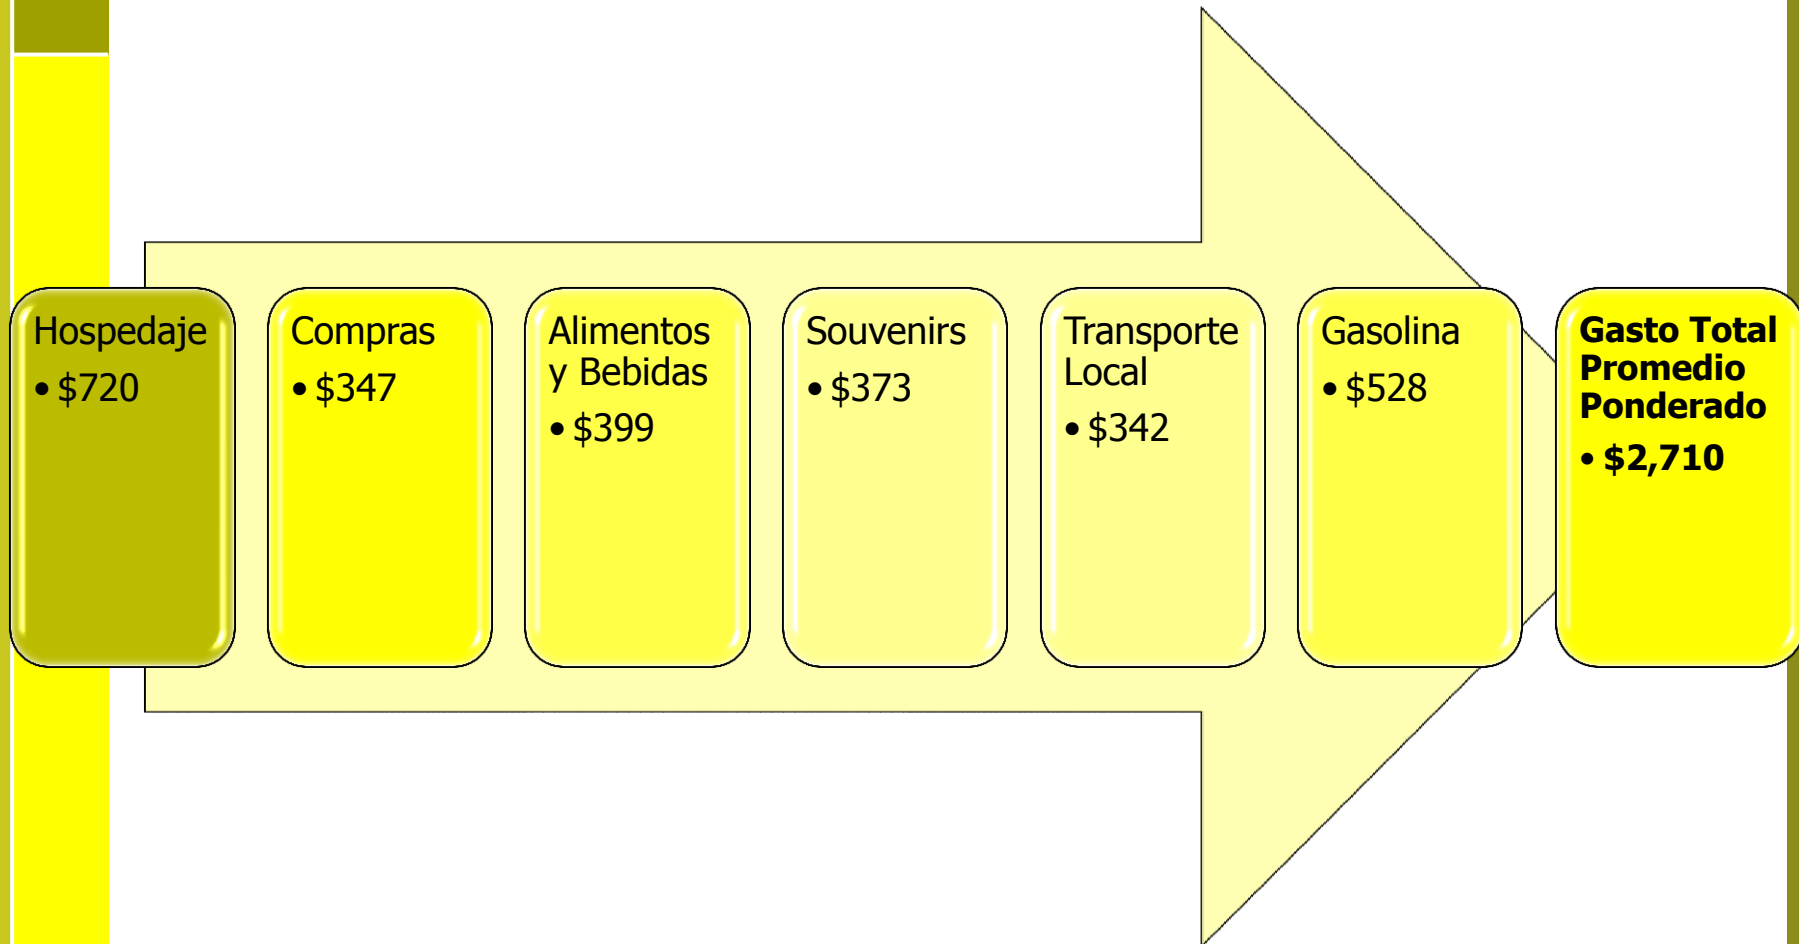 Hospedaje
• $720
Compras
• $347
Alimentos
y Bebidas
• $399
Souvenirs
• $373
Transporte
Local
• $342
Gasolina
• $528
Gasto Total
Promedio
Ponderado
• $2,710